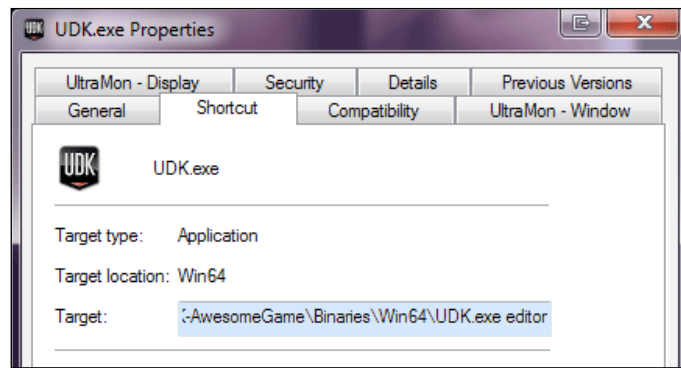 UDK UDK.exe Properties
UltraMon - Display Security Details Previous Versions
General Shortcut Compatibility UltraMon - Window
UDK UDK.exe
Target type: Application
Target location: Win64
Target: -AwesomeGame\Binaries\Win64\UDK.exe editor